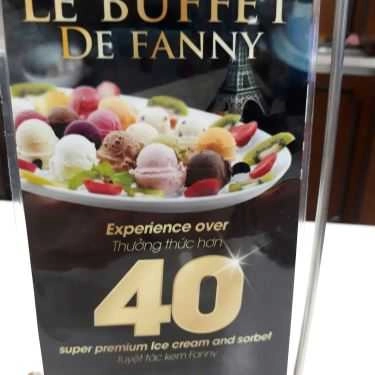 LE BUFFET
DE FANNY
Experience over
Thưởng thức hơn
40
super premium Ice cream and sorbet
Tuyệt tác kem Fanny